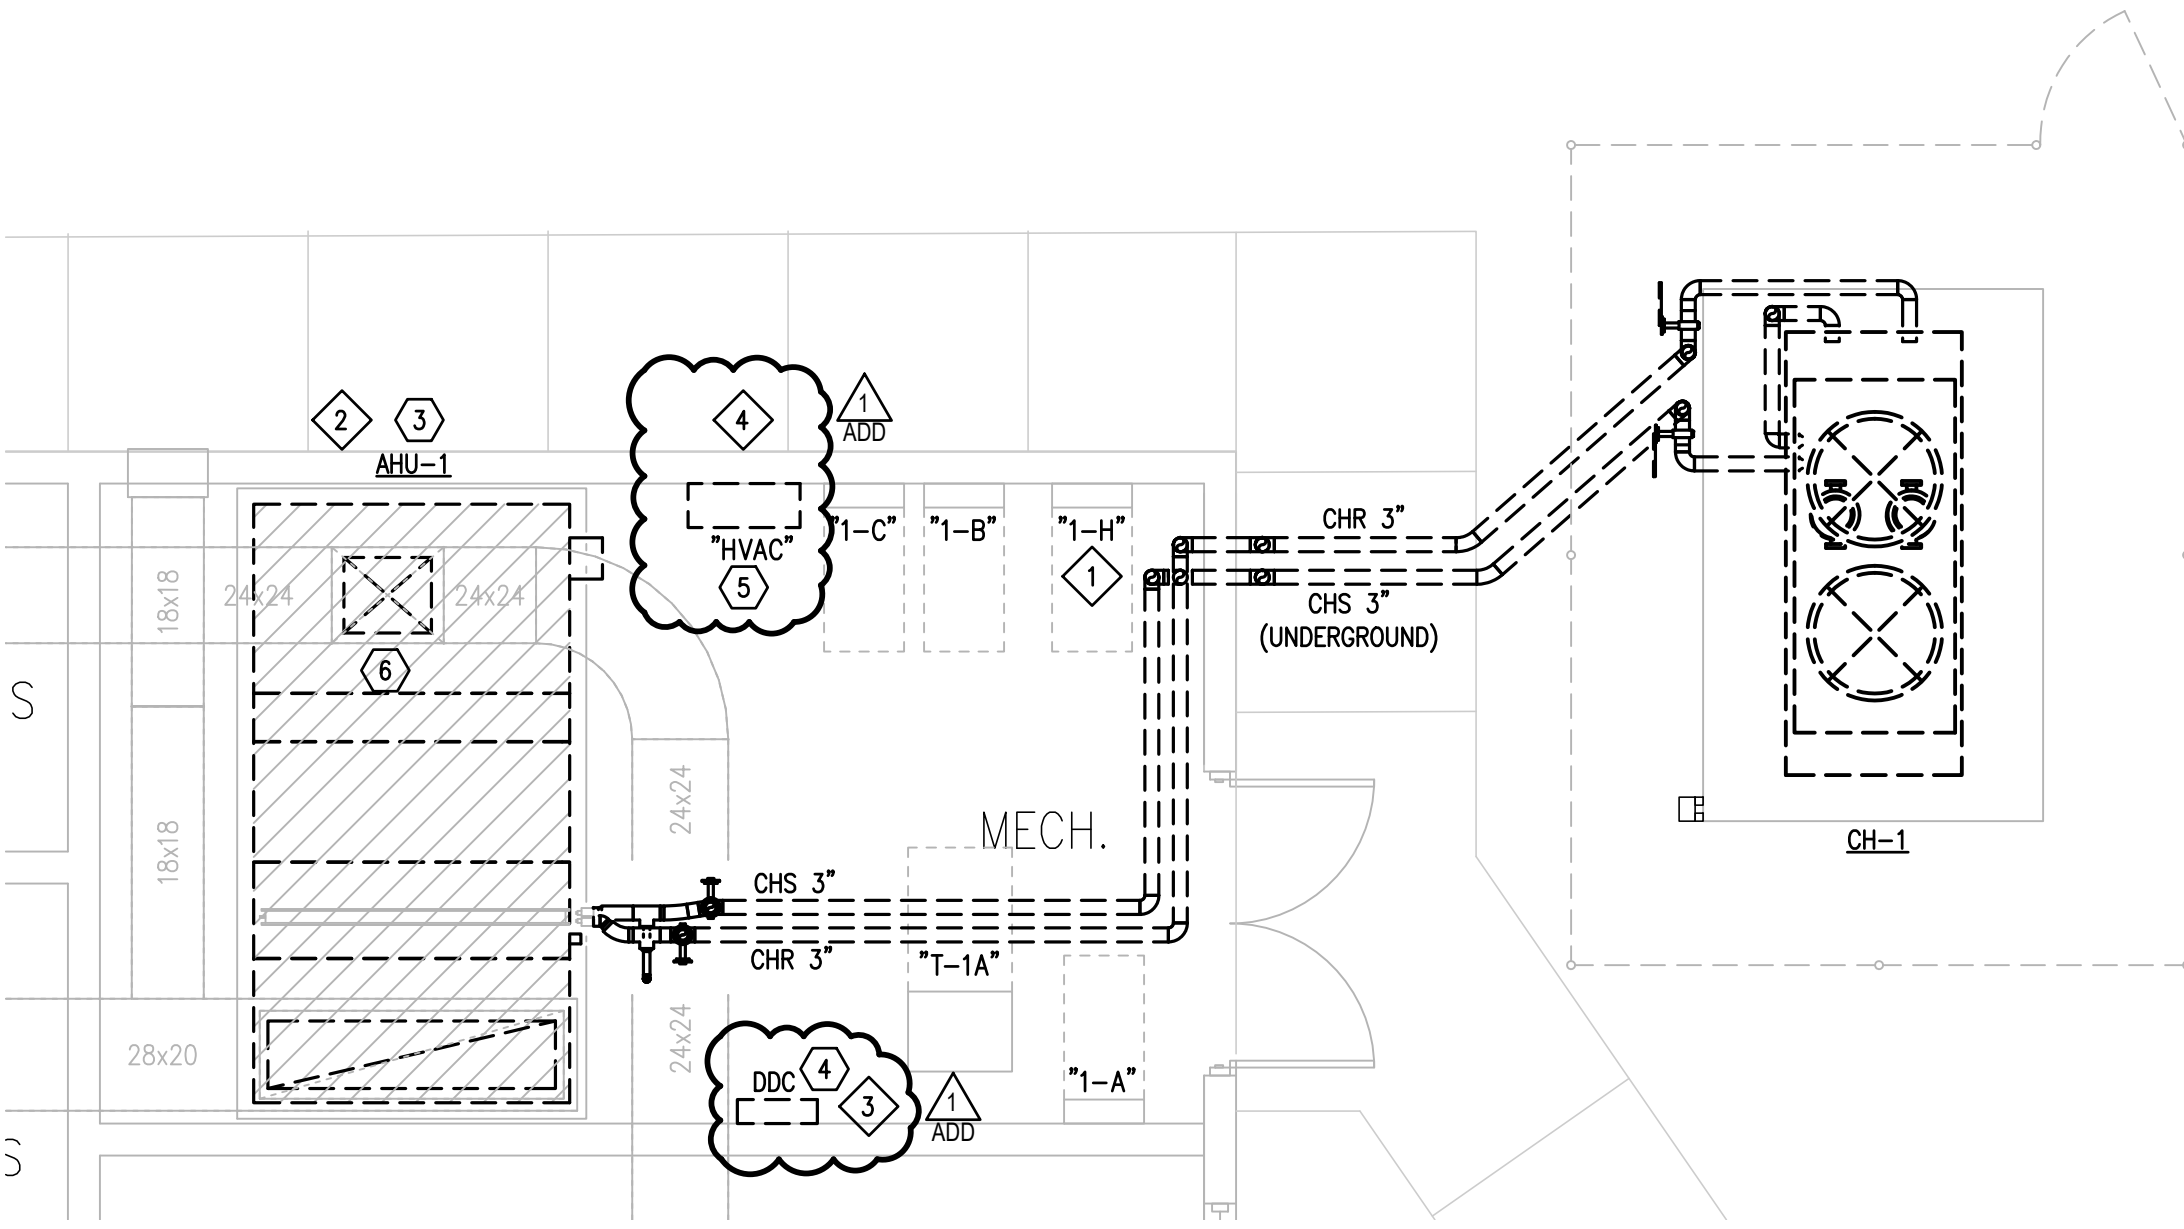 2
3
AHU-1
4
1
ADD
"HVAC"
5
"1-C"
"1-B"
"1-H"
1
CHR 3"
CHS 3"
(UNDERGROUND)
18x18
24x24
24x24
6
S
24x24
MECH.
18x18
CH-1
CHS 3"
CHR 3"
"T-1A"
28x20
24x24
DDC
4
3
1
ADD
"1-A"
S